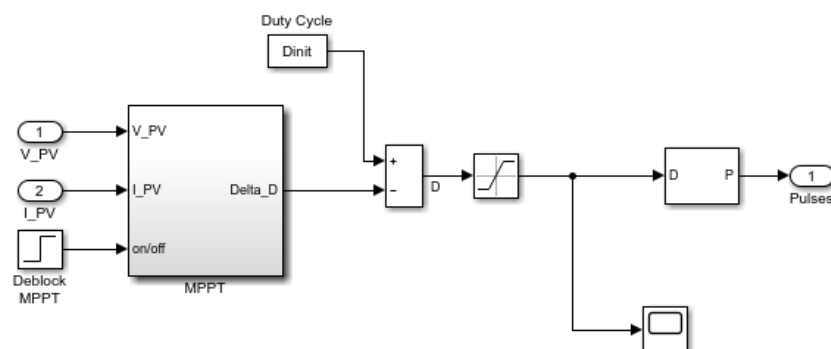 Duty Cycle
Dinit
1
V_PV
V_PV
2
I_PV
I_PV
Delta_D
on/off
Deblock
MPPT
MPPT
+
−
D
D
P
1
Pulses